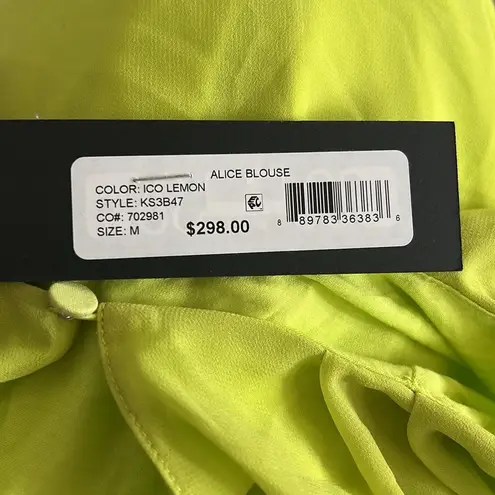 ALICE BLOUSE
COLOR: ICO LEMON
STYLE: KS3B47
CO#: 702981
SIZE: M
$298.00
8 89783 36383 6